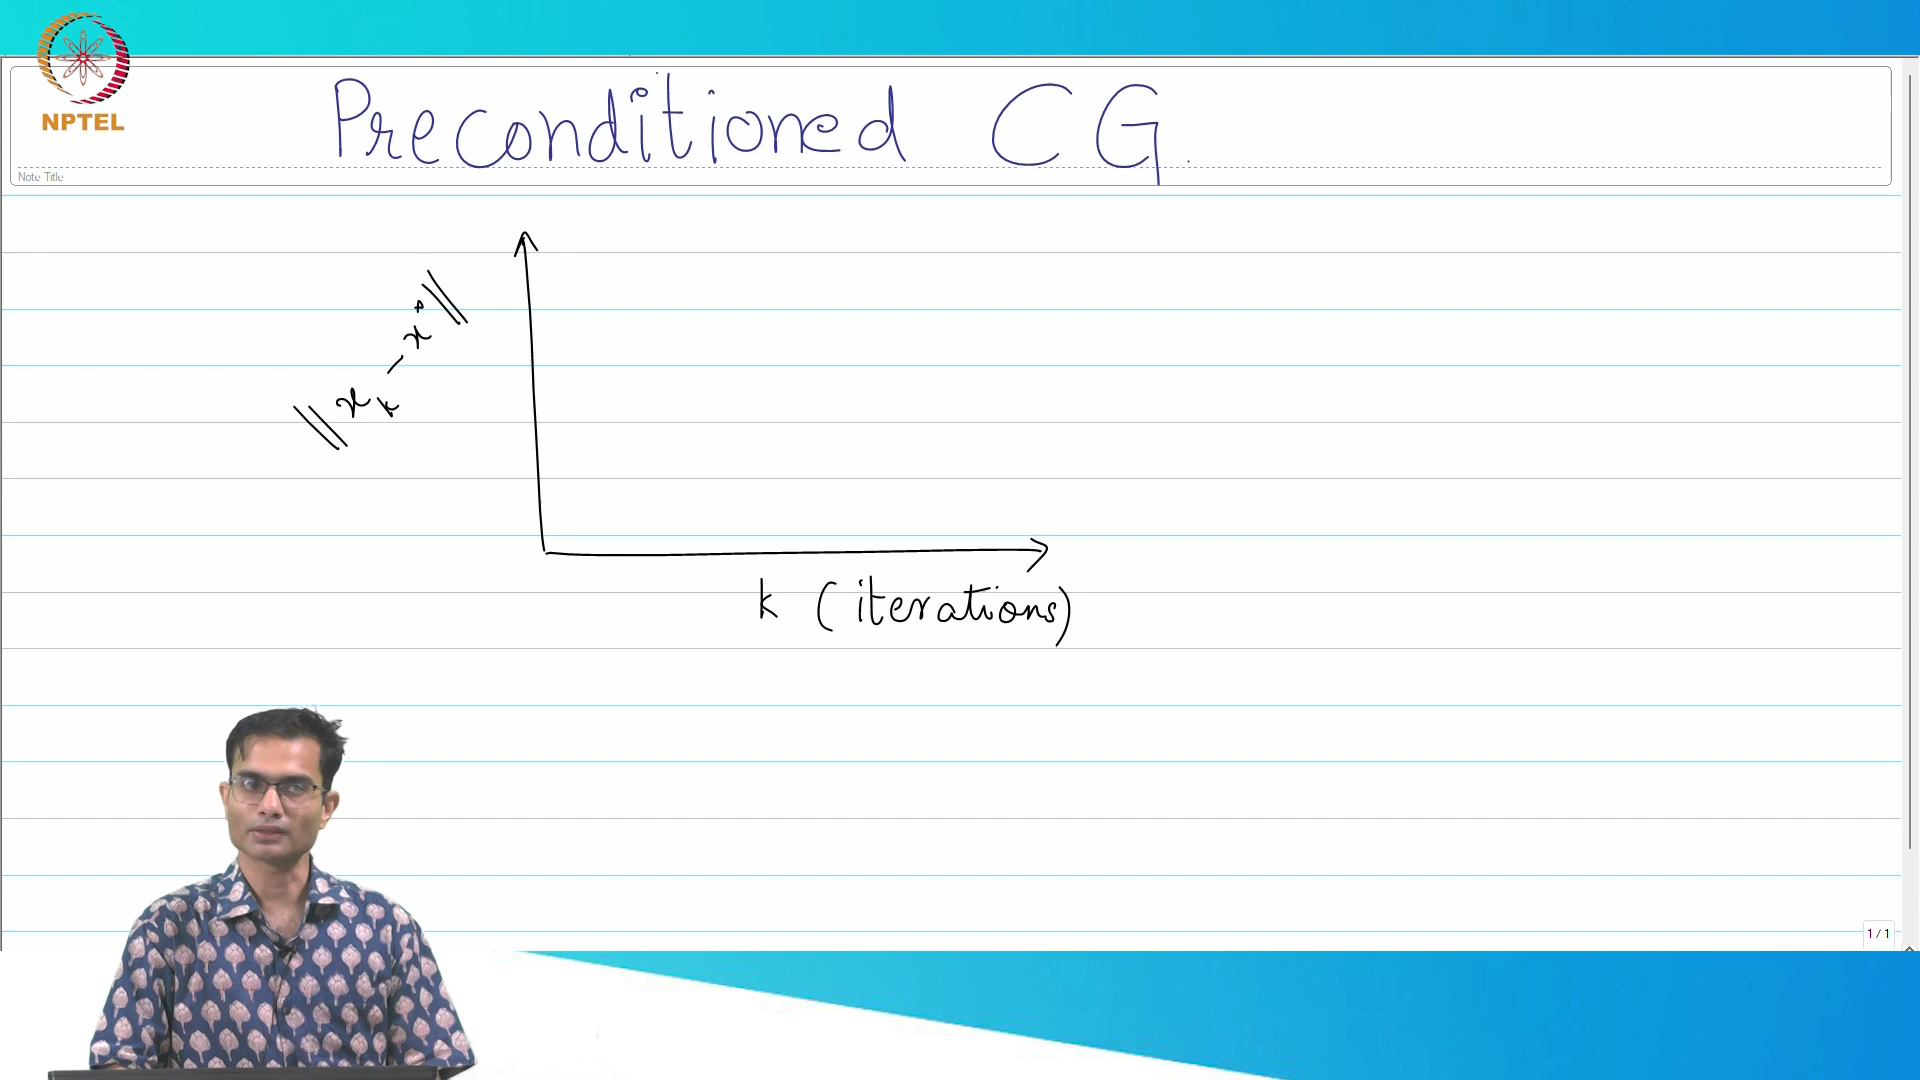 NPTEL
Preconditioned CG.
Note Title
||x_k - x*||
k (iterations)
1 / 1